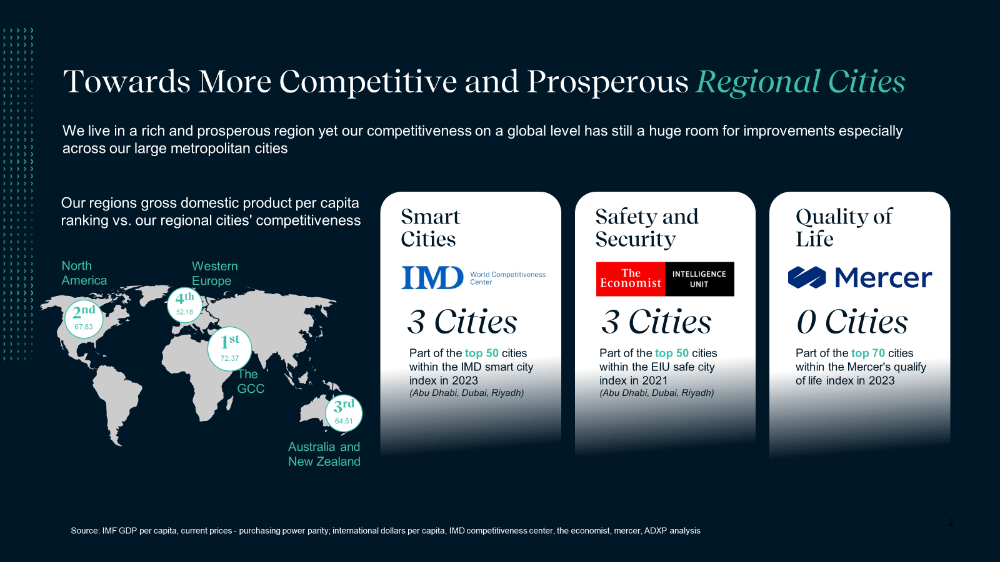 Towards More Competitive and Prosperous Regional Cities
We live in a rich and prosperous region yet our competitiveness on a global level has still a huge room for improvements especially
across our large metropolitan cities
Our regions gross domestic product per capita
ranking vs. our regional cities' competitiveness
North
America
2nd
67.83
Western
Europe
4th
52.18
1st
72.37
The
GCC
3rd
64.51
Australia and
New Zealand
Smart
Cities
IMD World Competitiveness
Center
3 Cities
Part of the top 50 cities
within the IMD smart city
index in 2023
(Abu Dhabi, Dubai, Riyadh)
Safety and
Security
The
Economist
INTELLIGENCE
UNIT
3 Cities
Part of the top 50 cities
within the EIU safe city
index in 2021
(Abu Dhabi, Dubai, Riyadh)
Quality of
Life
Mercer
0 Cities
Part of the top 70 cities
within the Mercer's qualify
of life index in 2023
2
Source: IMF GDP per capita, current prices - purchasing power parity; international dollars per capita, IMD competitiveness center, the economist, mercer, ADXP analysis